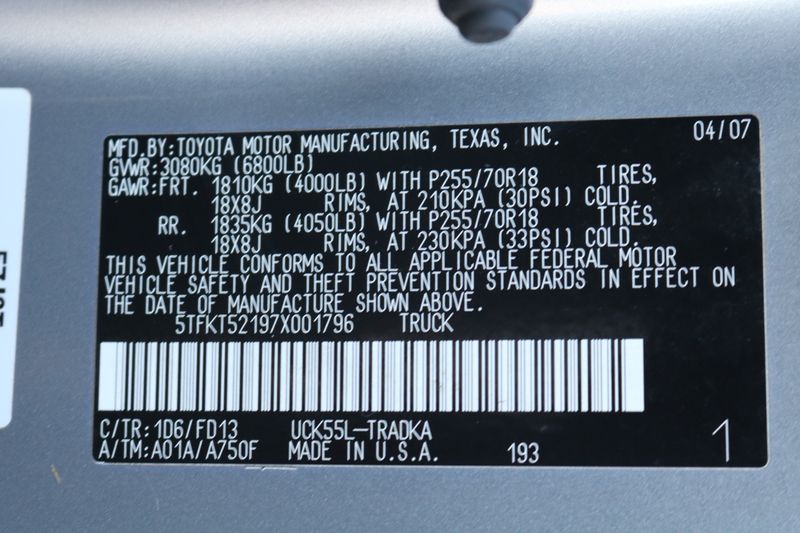 MFD.BY:TOYOTA MOTOR MANUFACTURING, TEXAS, INC. 04/07
GVWR:3080KG (6800LB)
GAWR:FRT. 1810KG (4000LB) WITH P255/70R18 TIRES,
18X8J RIMS, AT 210KPA (30PSI) COLD.
RR. 1835KG (4050LB) WITH P255/70R18 TIRES,
18X8J RIMS, AT 230KPA (33PSI) COLD.
THIS VEHICLE CONFORMS TO ALL APPLICABLE FEDERAL MOTOR
VEHICLE SAFETY AND THEFT PREVENTION STANDARDS IN EFFECT ON
THE DATE OF MANUFACTURE SHOWN ABOVE.
5TFKT52197X001796 TRUCK
C/TR:1D6/FD13 UCK55L-TRADKA
A/TM:A01A/A750F MADE IN U.S.A. 193 1